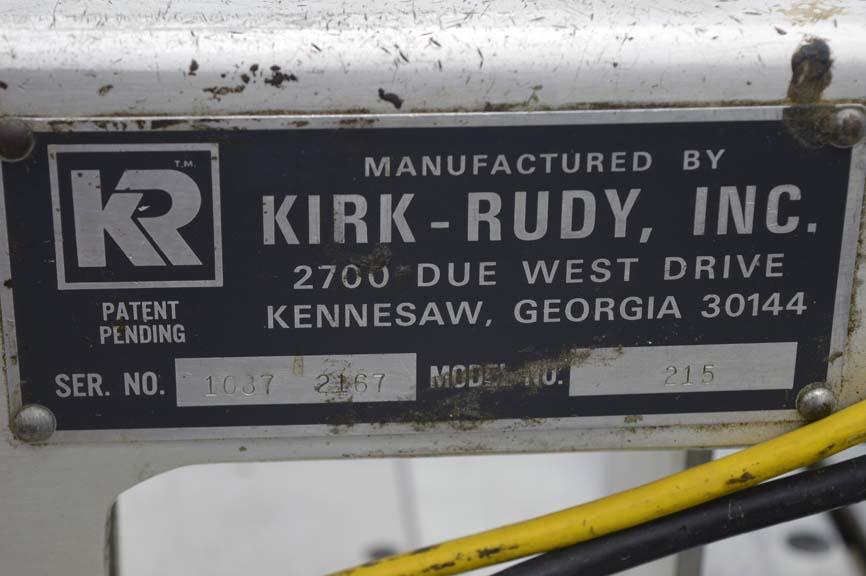 KR T.M.
PATENT
PENDING
MANUFACTURED BY
KIRK - RUDY, INC.
2700 DUE WEST DRIVE
KENNESAW, GEORGIA 30144
SER. NO. 1087 2167 MODEL NO. 215